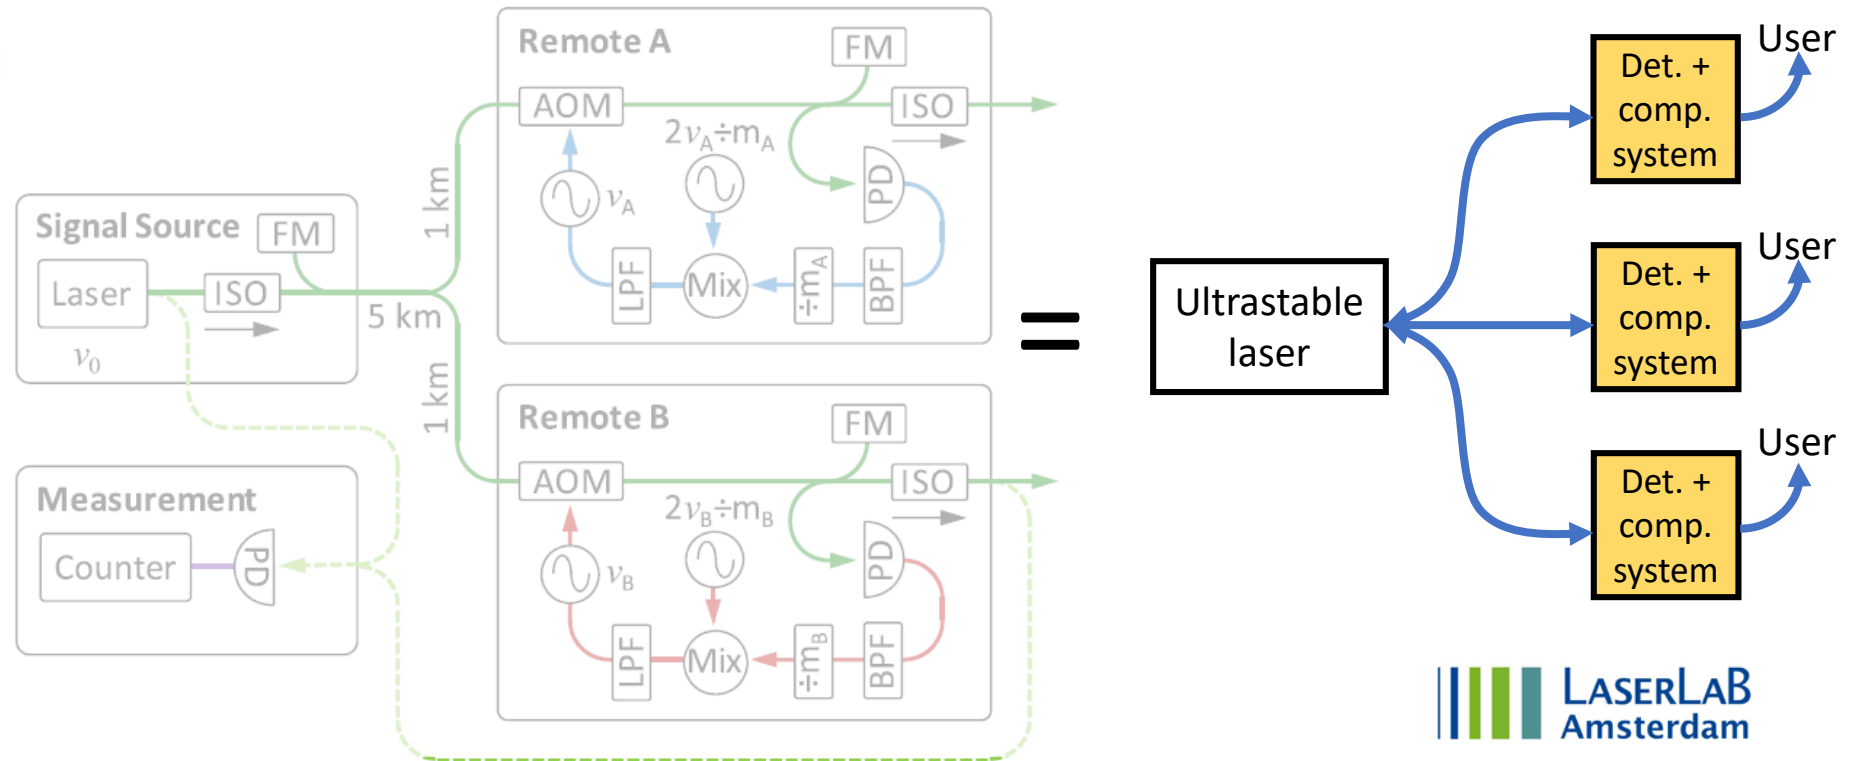 Signal Source
FM
Laser
ISO
ν₀
5 km
1 km
1 km
Measurement
Counter
PD
Remote A
FM
AOM
ISO
2νA÷mA
νA
PD
LPF
Mix
÷mA
BPF
Remote B
FM
AOM
ISO
2νB÷mB
νB
PD
LPF
Mix
÷mB
BPF
=
Ultrastable
laser
Det. +
comp.
system
User
Det. +
comp.
system
User
Det. +
comp.
system
User
LASERLAB
Amsterdam